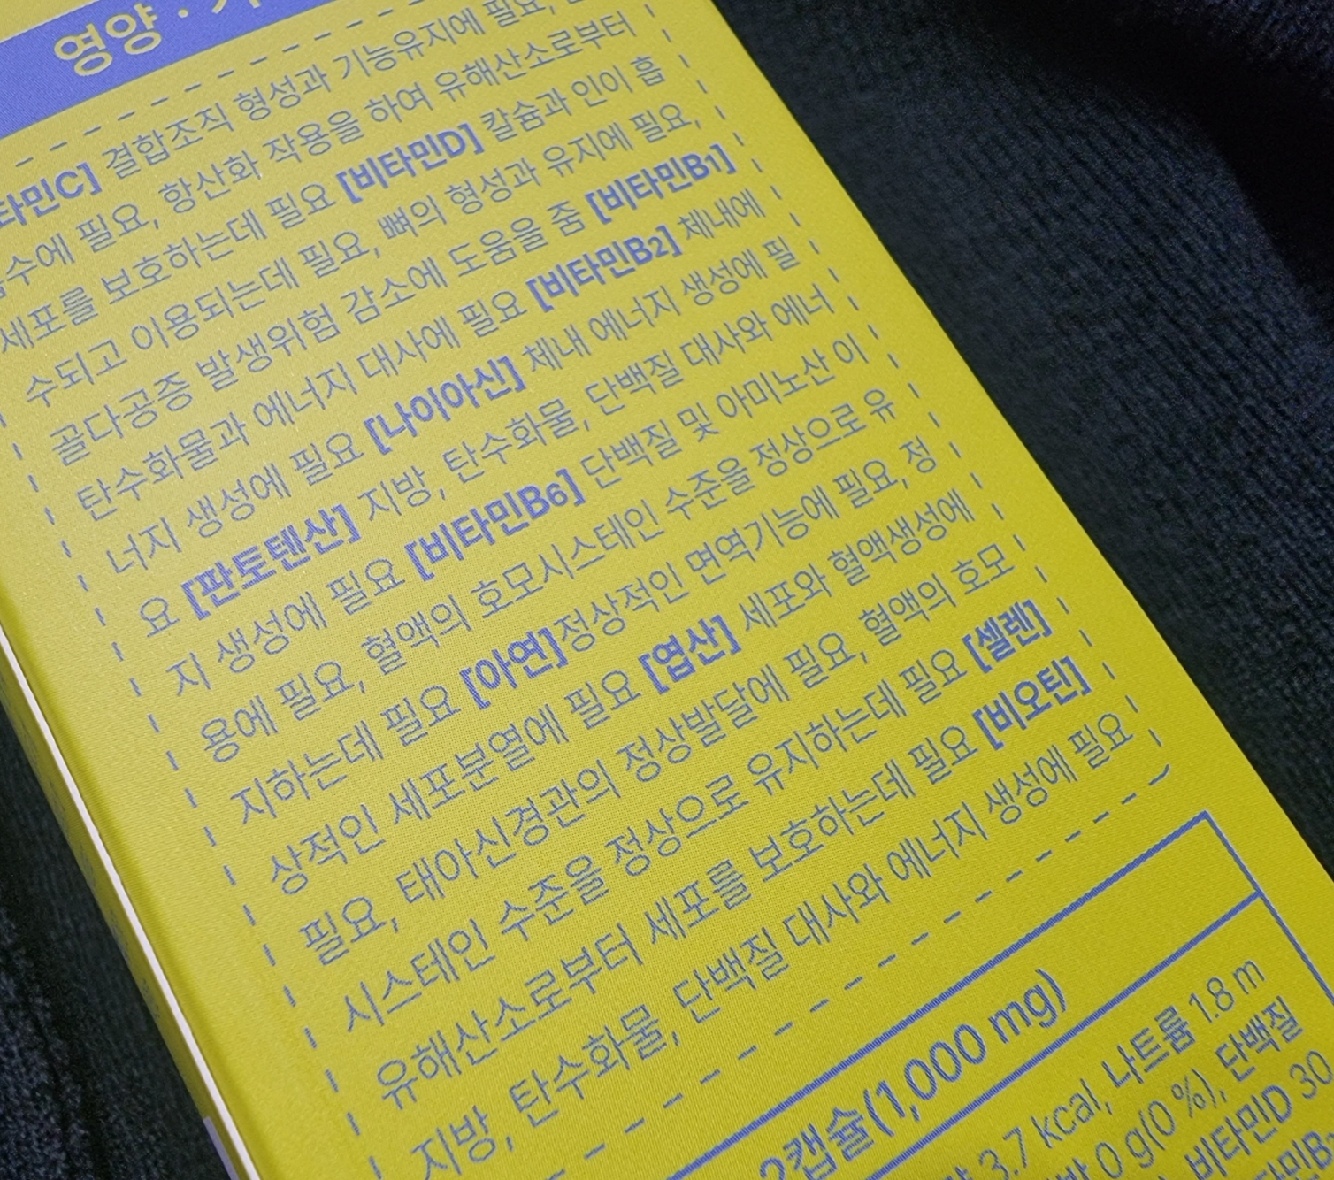 영양 ·
[비타민C] 결합조직 형성과 기능유지에 필요,
수에 필요, 항산화 작용을 하여 유해산소로부터
세포를 보호하는데 필요 [비타민D] 칼슘과 인이 흡
수되고 이용되는데 필요, 뼈의 형성과 유지에 필요,
골다공증 발생위험 감소에 도움을 줌 [비타민B1]
탄수화물과 에너지 대사에 필요 [비타민B2] 체내에
너지 생성에 필요 [나이아신] 체내 에너지 생성에 필
요 [판토텐산] 지방, 탄수화물, 단백질 대사와 에너
지 생성에 필요 [비타민B6] 단백질 및 아미노산 이
용에 필요, 혈액의 호모시스테인 수준을 정상으로 유
지하는데 필요 [아연]정상적인 면역기능에 필요, 정
상적인 세포분열에 필요 [엽산] 세포와 혈액생성에
필요, 태아신경관의 정상발달에 필요, 혈액의 호모
시스테인 수준을 정상으로 유지하는데 필요 [셀렌]
유해산소로부터 세포를 보호하는데 필요 [비오틴]
지방, 탄수화물, 단백질 대사와 에너지 생성에 필요
2캡슐(1,000 mg)
3.7 kcal, 나트륨 1.8 m
0 g(0 %), 단백질
비타민D 30